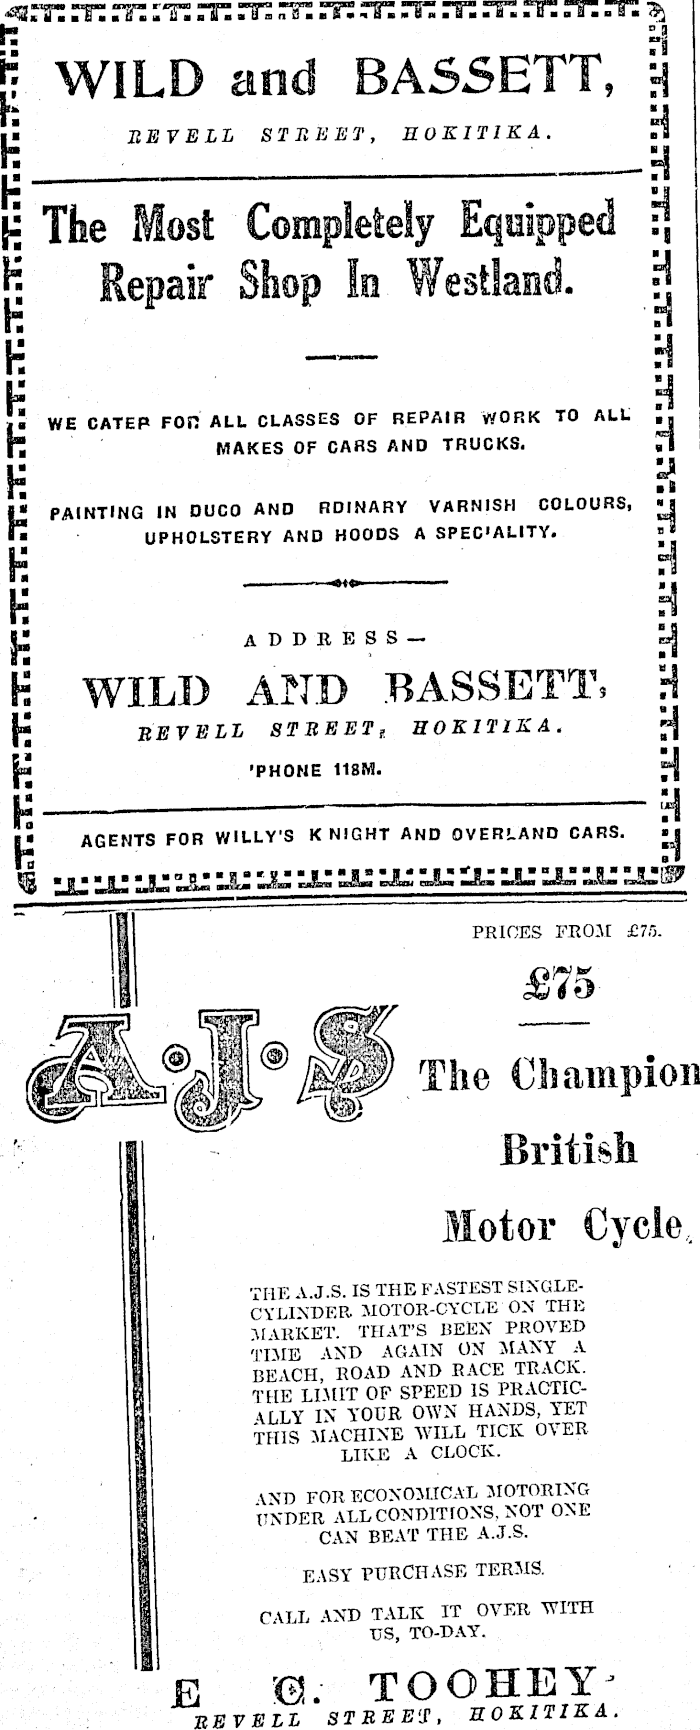 WILD and BASSETT,
REVELL STREET, HOKITIKA.
The Most Completely Equipped
Repair Shop In Westland.
WE CATER FOR ALL CLASSES OF REPAIR WORK TO ALL
MAKES OF CARS AND TRUCKS.
PAINTING IN DUCO AND RDINARY VARNISH COLOURS,
UPHOLSTERY AND HOODS A SPECIALITY.
ADDRESS—
WILD AND BASSETT,
REVELL STREET, HOKITIKA.
'PHONE 118M.
AGENTS FOR WILLY'S KNIGHT AND OVERLAND CARS.
PRICES FROM £75.
£75
A·J·S
The Champion
British
Motor Cycle.
THE A.J.S. IS THE FASTEST SINGLE-
CYLINDER MOTOR-CYCLE ON THE
MARKET. THAT'S BEEN PROVED
TIME AND AGAIN ON MANY A
BEACH, ROAD AND RACE TRACK.
THE LIMIT OF SPEED IS PRACTIC-
ALLY IN YOUR OWN HANDS, YET
THIS MACHINE WILL TICK OVER
LIKE A CLOCK.
AND FOR ECONOMICAL MOTORING
UNDER ALL CONDITIONS, NOT ONE
CAN BEAT THE A.J.S.
EASY PURCHASE TERMS.
CALL AND TALK IT OVER WITH
US, TO-DAY.
E C. TOOHEY
REVELL STREET, HOKITIKA.